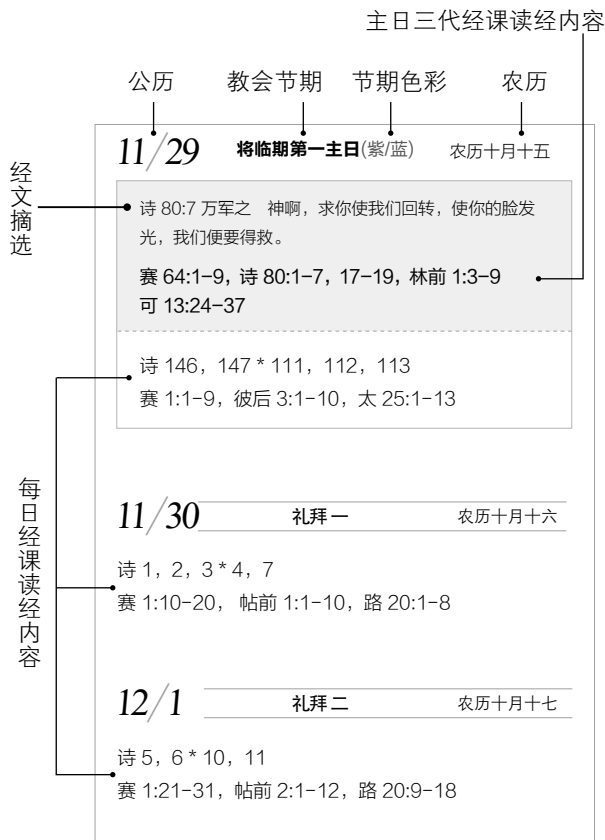 主日三代经课读经内容
公历 教会节期 节期色彩 农历
11/29 将临期第一主日(紫/蓝) 农历十月十五
经文摘选
诗 80:7 万军之　神啊，求你使我们回转，使你的脸发
光，我们便要得救。
赛 64:1-9，诗 80:1-7，17-19，林前 1:3-9
可 13:24-37
诗 146，147 * 111，112，113
赛 1:1-9，彼后 3:1-10，太 25:1-13
每日经课读经内容
11/30 礼拜一 农历十月十六
诗 1，2，3 * 4，7
赛 1:10-20， 帖前 1:1-10，路 20:1-8
12/1 礼拜二 农历十月十七
诗 5，6 * 10，11
赛 1:21-31，帖前 2:1-12，路 20:9-18